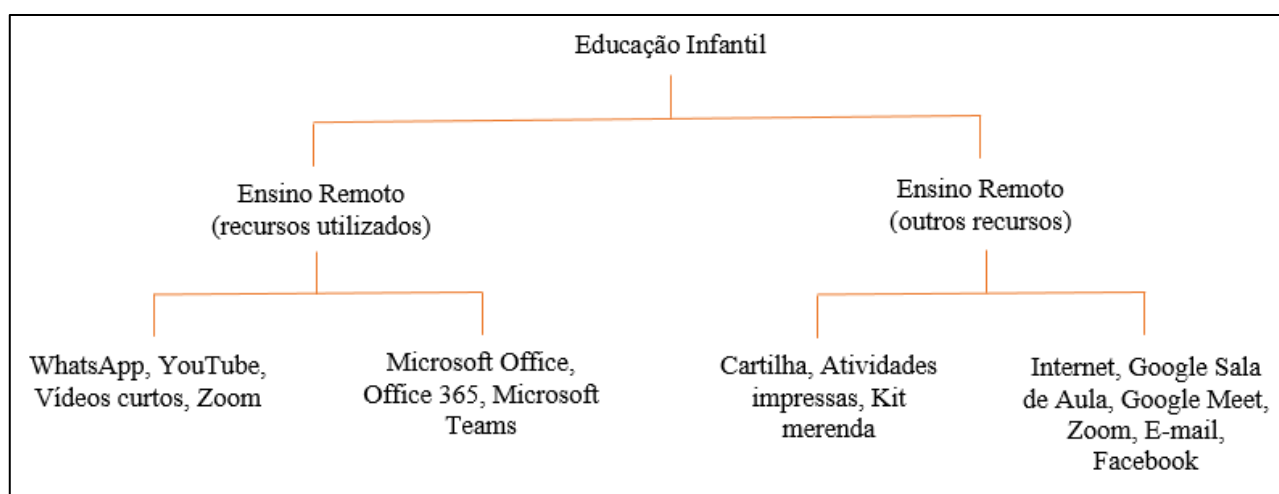 Educação Infantil
Ensino Remoto
(recursos utilizados)
Ensino Remoto
(outros recursos)
WhatsApp, YouTube,
Vídeos curtos, Zoom
Microsoft Office,
Office 365, Microsoft
Teams
Cartilha, Atividades
impressas, Kit
merenda
Internet, Google Sala
de Aula, Google Meet,
Zoom, E-mail,
Facebook